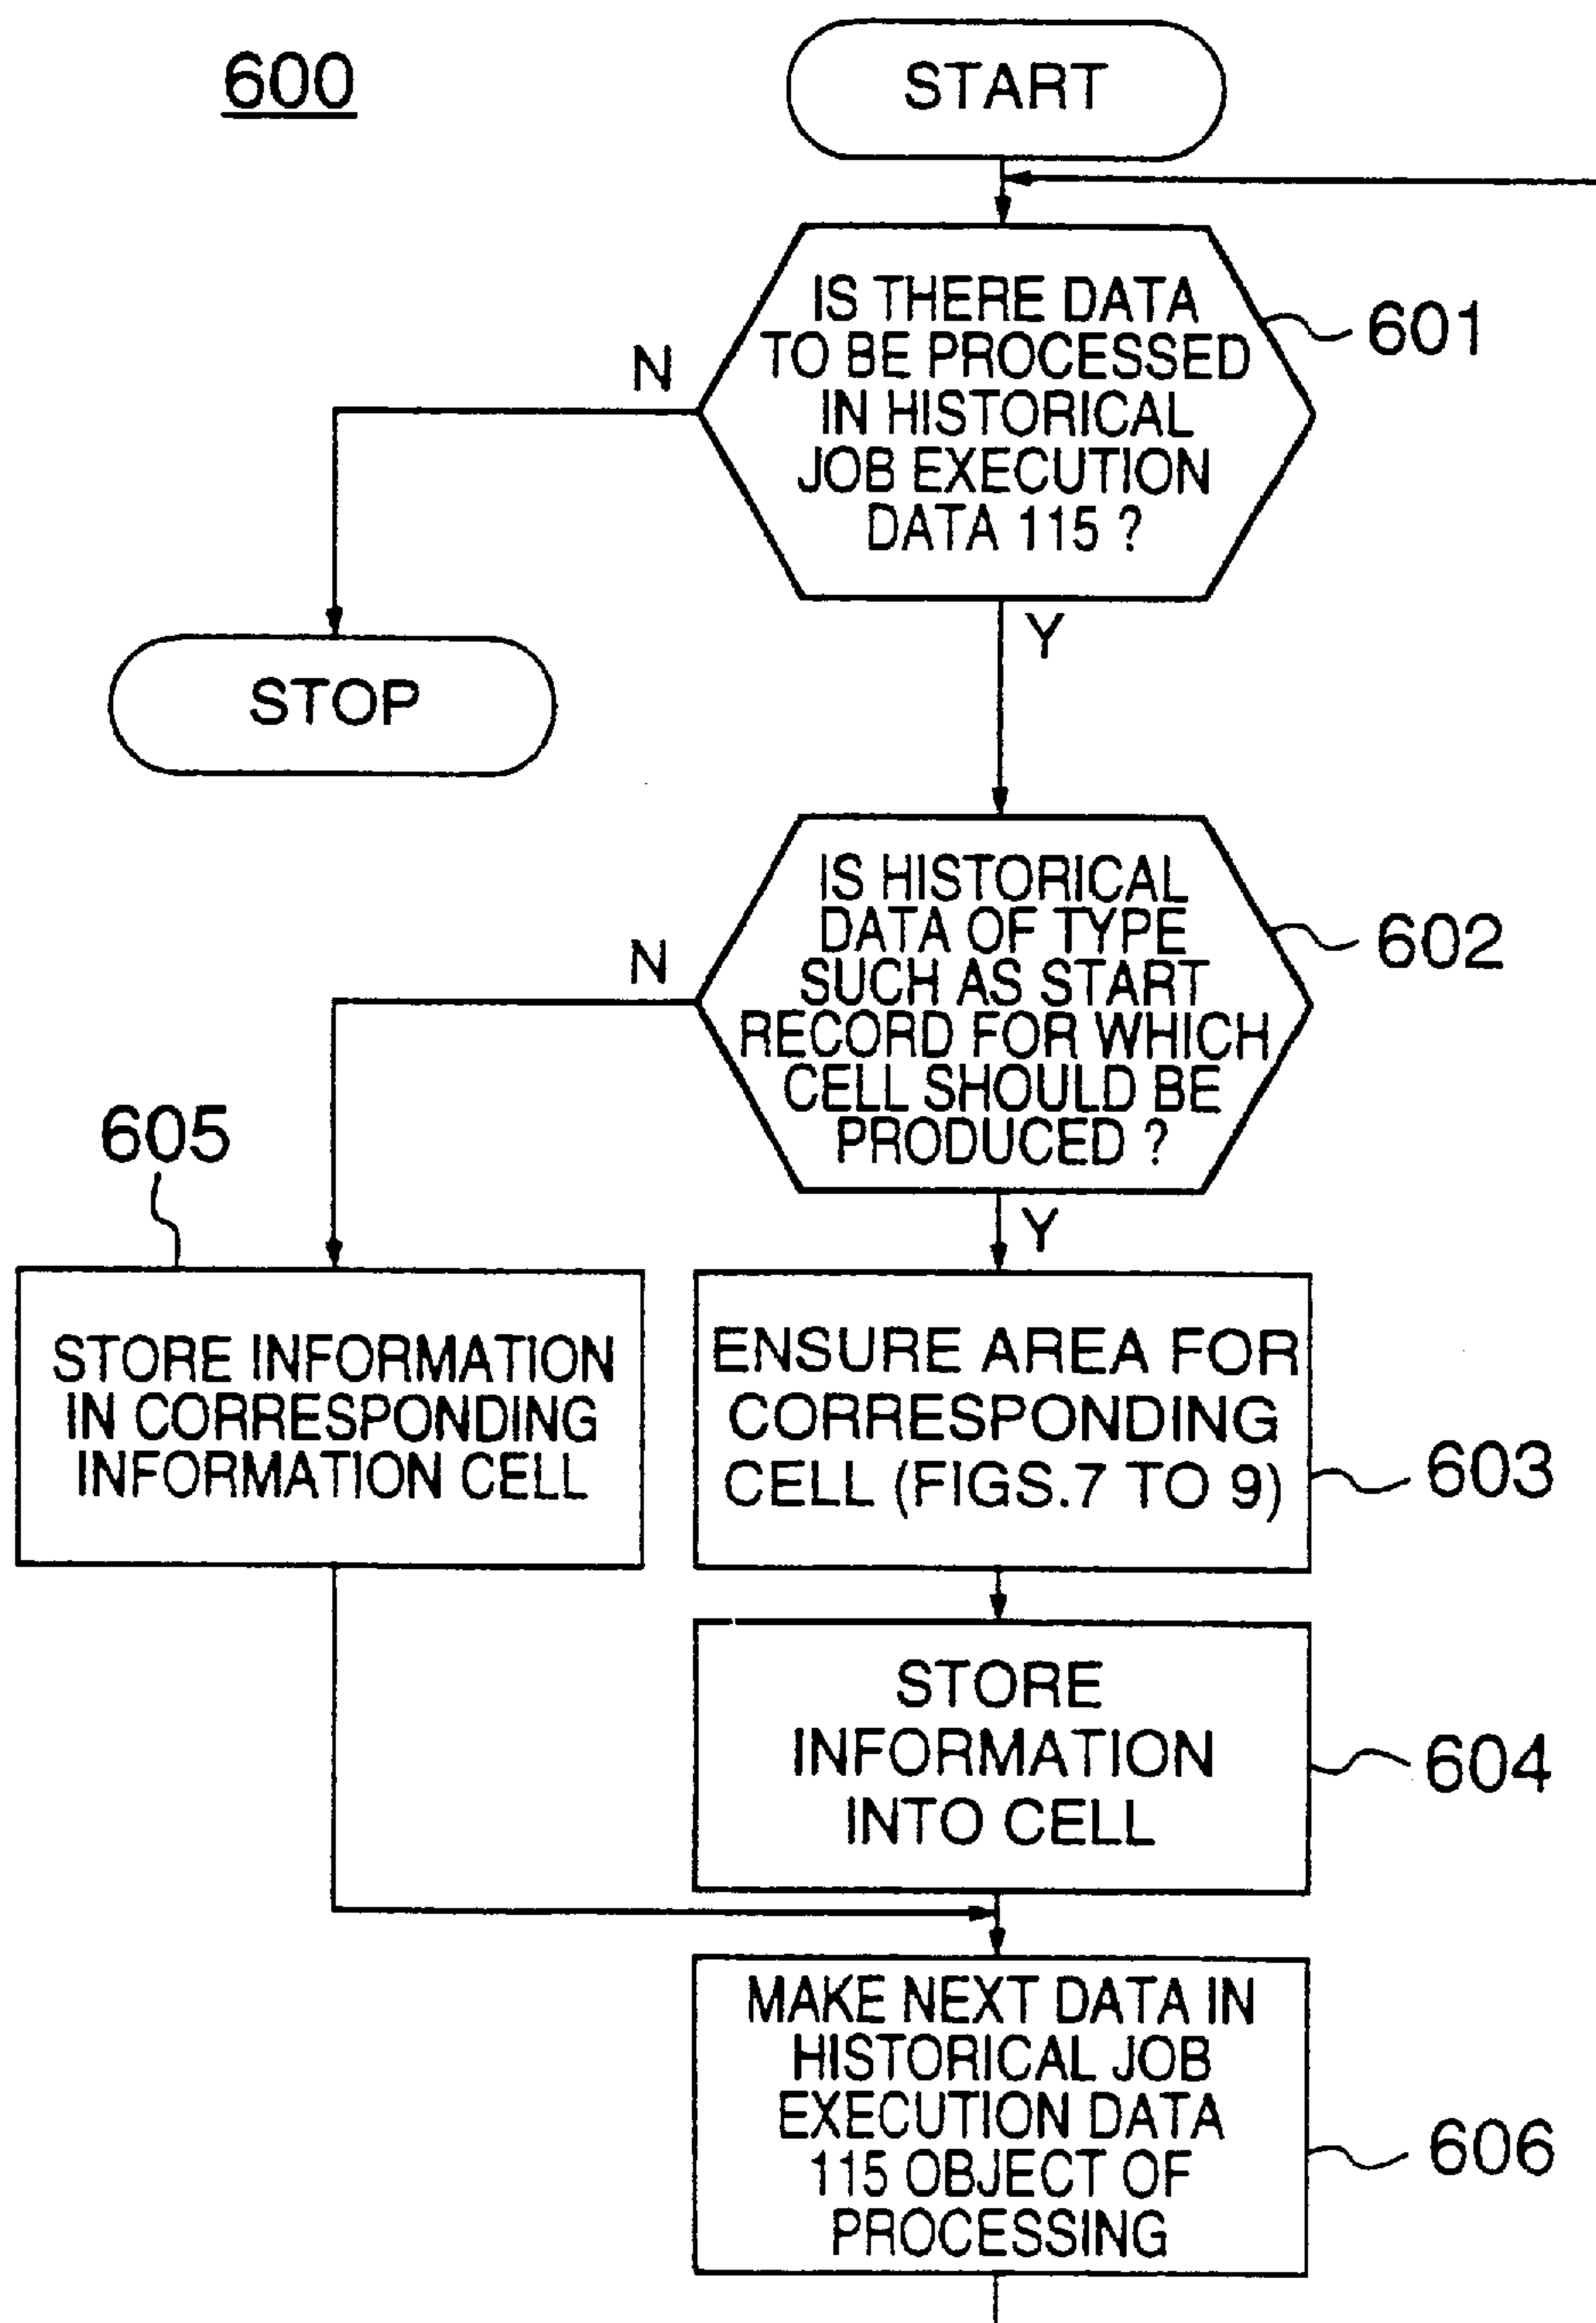 600
START
IS THERE DATA
TO BE PROCESSED
IN HISTORICAL
JOB EXECUTION
DATA 115 ?
601
N
Y
STOP
IS HISTORICAL
DATA OF TYPE
SUCH AS START
RECORD FOR WHICH
CELL SHOULD BE
PRODUCED ?
602
N
Y
605
STORE INFORMATION
IN CORRESPONDING
INFORMATION CELL
ENSURE AREA FOR
CORRESPONDING
CELL (FIGS.7 TO 9)
603
STORE
INFORMATION
INTO CELL
604
MAKE NEXT DATA IN
HISTORICAL JOB
EXECUTION DATA
115 OBJECT OF
PROCESSING
606